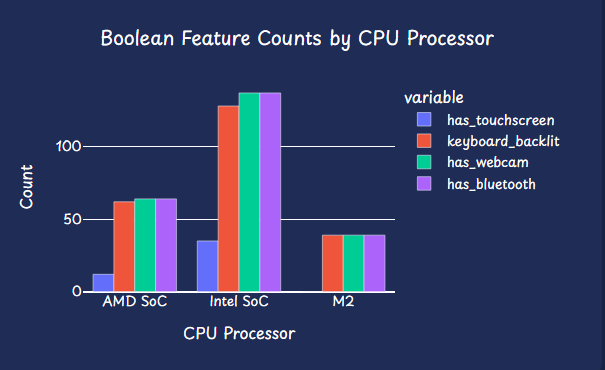 Boolean Feature Counts by CPU Processor
variable
has_touchscreen
keyboard_backlit
has_webcam
has_bluetooth
Count
100
50
0
AMD SoC
Intel SoC
M2
CPU Processor